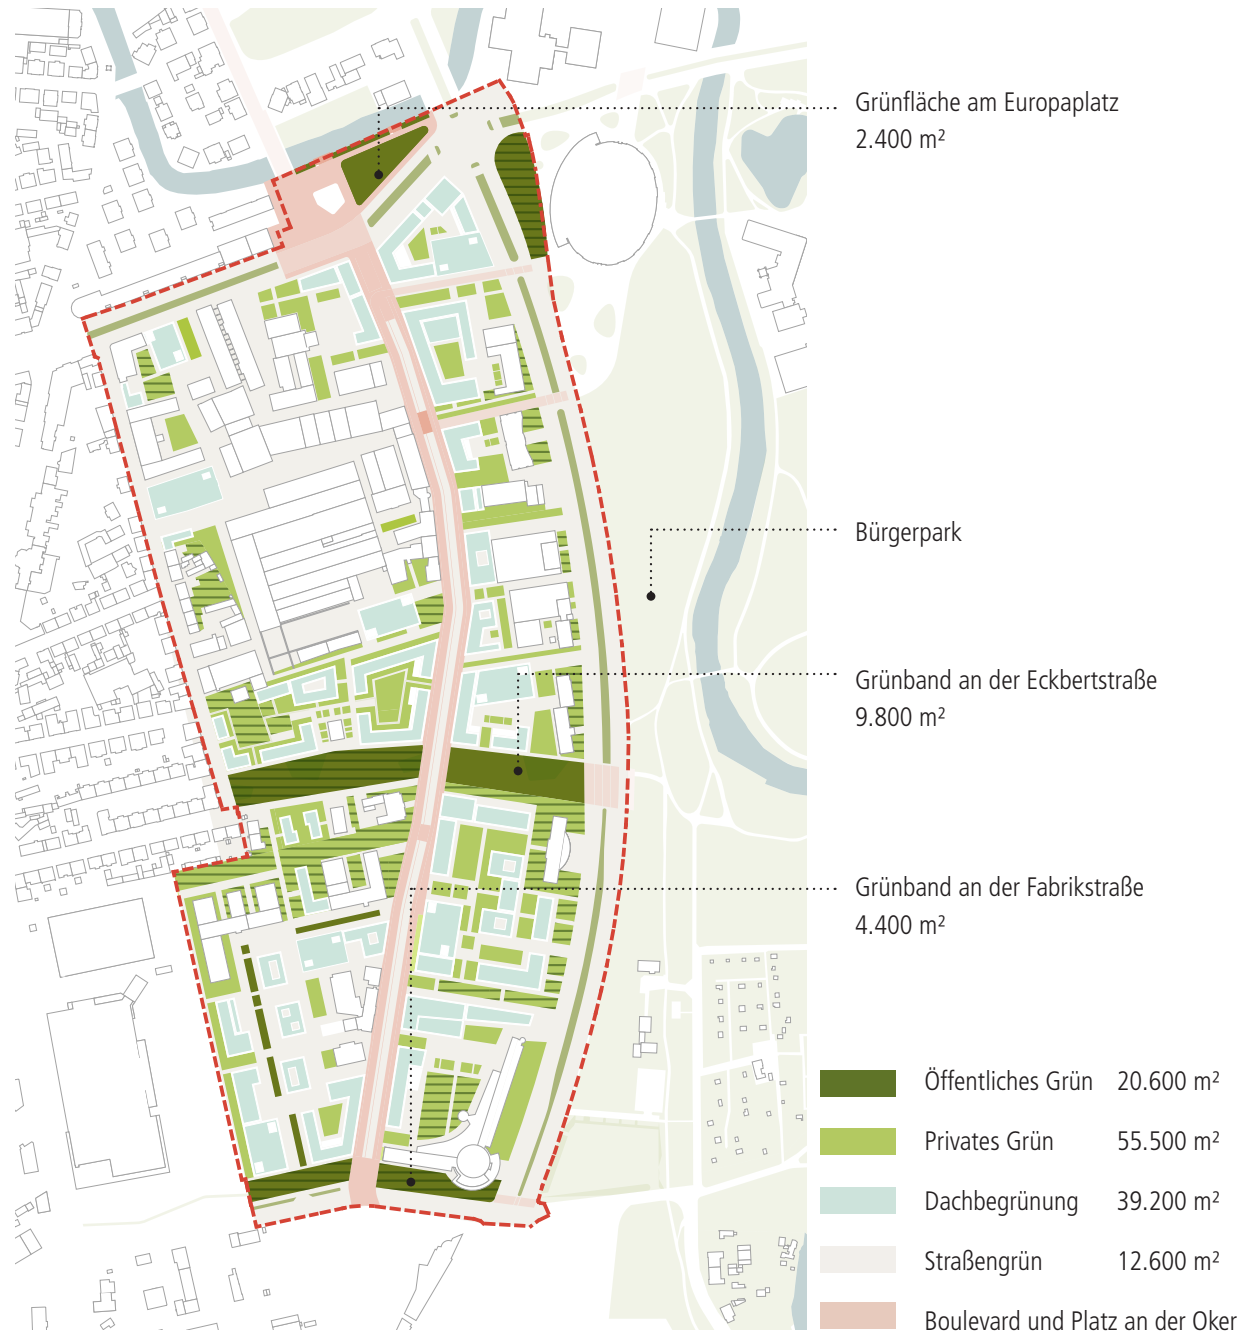 Grünfläche am Europaplatz
2.400 m²
Bürgerpark
Grünband an der Eckbertstraße
9.800 m²
Grünband an der Fabrikstraße
4.400 m²
Öffentliches Grün 20.600 m²
Privates Grün 55.500 m²
Dachbegrünung 39.200 m²
Straßengrün 12.600 m²
Boulevard und Platz an der Oker